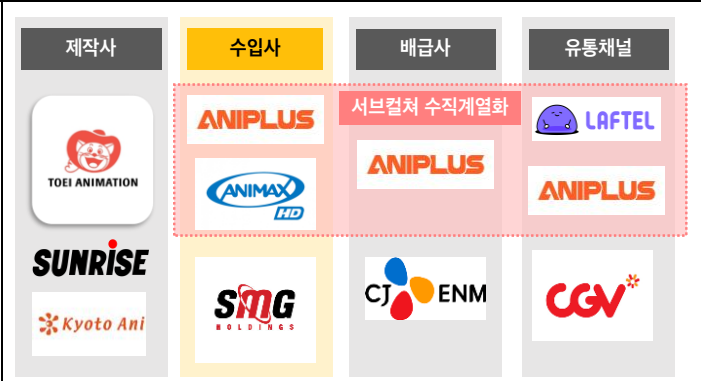 제작사
수입사
배급사
유통채널
서브컬쳐 수직계열화
TOEI ANIMATION
SUNRISE
Kyoto Ani
ANIPLUS
ANIMAX
HD
SMG
HOLDINGS
ANIPLUS
CJ ENM
LAFTEL
ANIPLUS
CGV